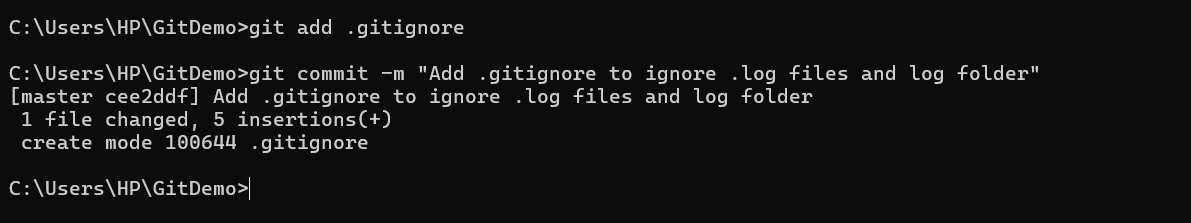 C:\Users\HP\GitDemo>git add .gitignore
C:\Users\HP\GitDemo>git commit -m "Add .gitignore to ignore .log files and log folder"
[master cee2ddf] Add .gitignore to ignore .log files and log folder
 1 file changed, 5 insertions(+)
 create mode 100644 .gitignore
C:\Users\HP\GitDemo>